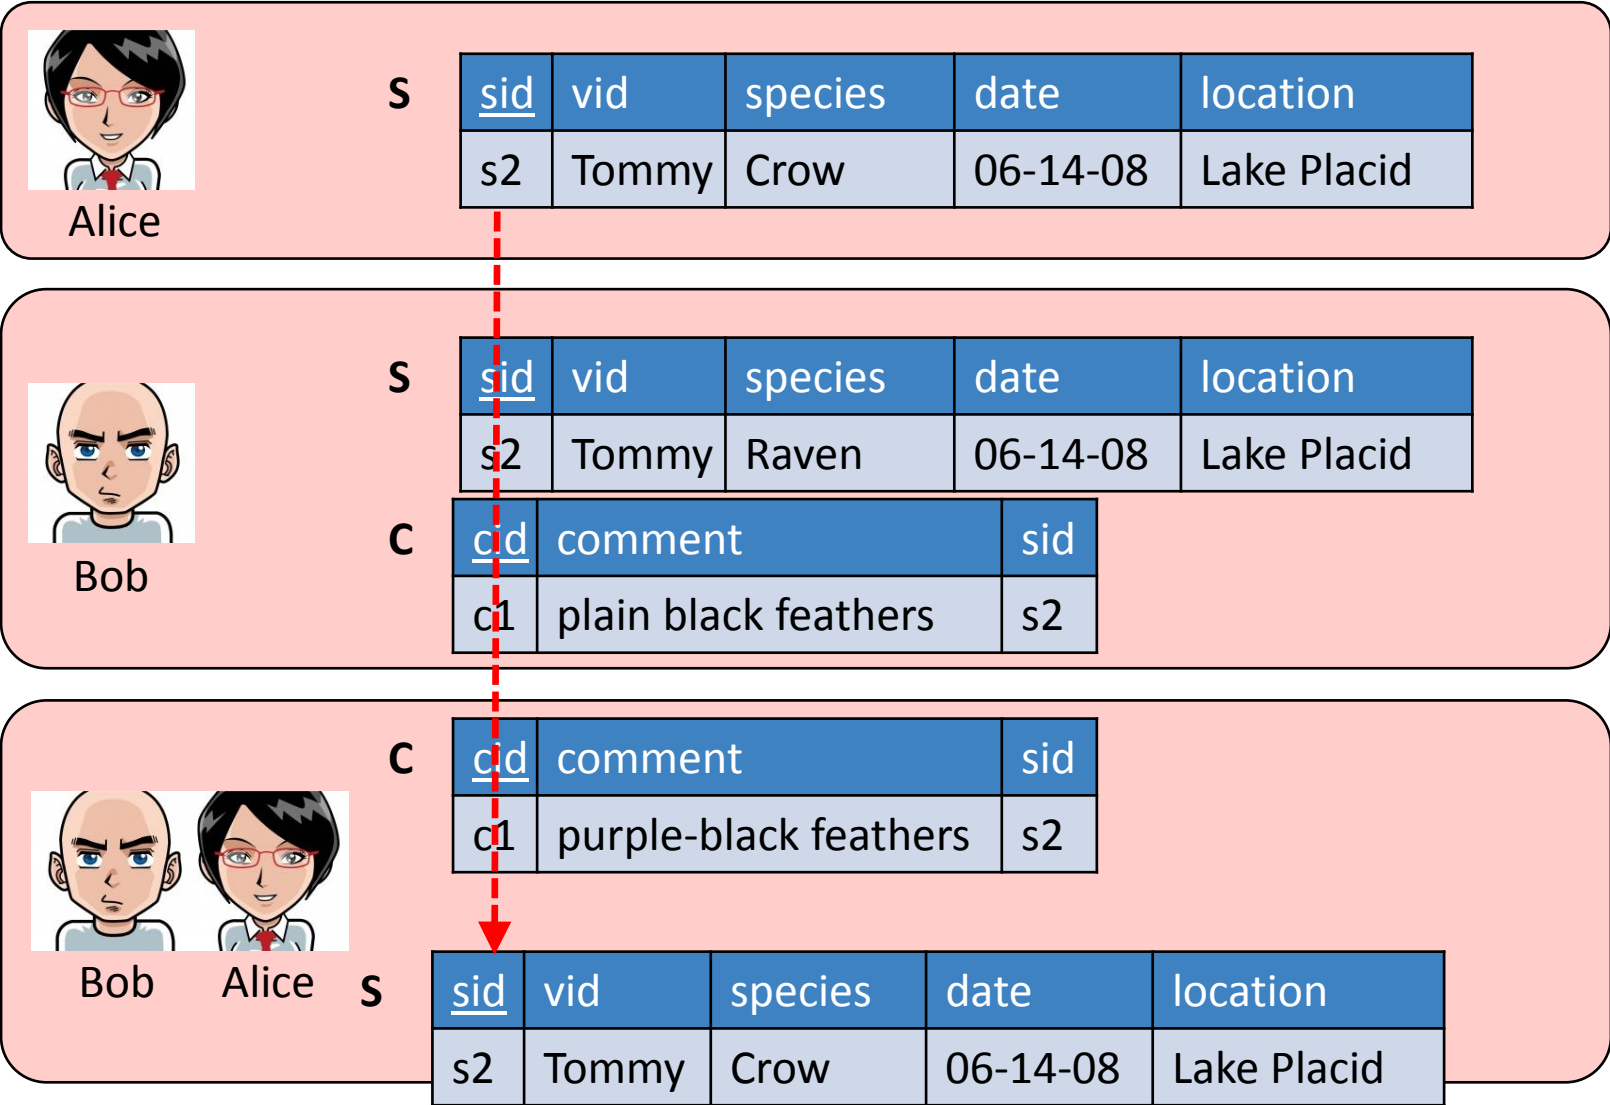 S sid vid species date location
s2 Tommy Crow 06-14-08 Lake Placid
Alice
S sid vid species date location
s2 Tommy Raven 06-14-08 Lake Placid
C cid comment sid
Bob
c1 plain black feathers s2
C cid comment sid
c1 purple-black feathers s2
Bob Alice
S sid vid species date location
s2 Tommy Crow 06-14-08 Lake Placid